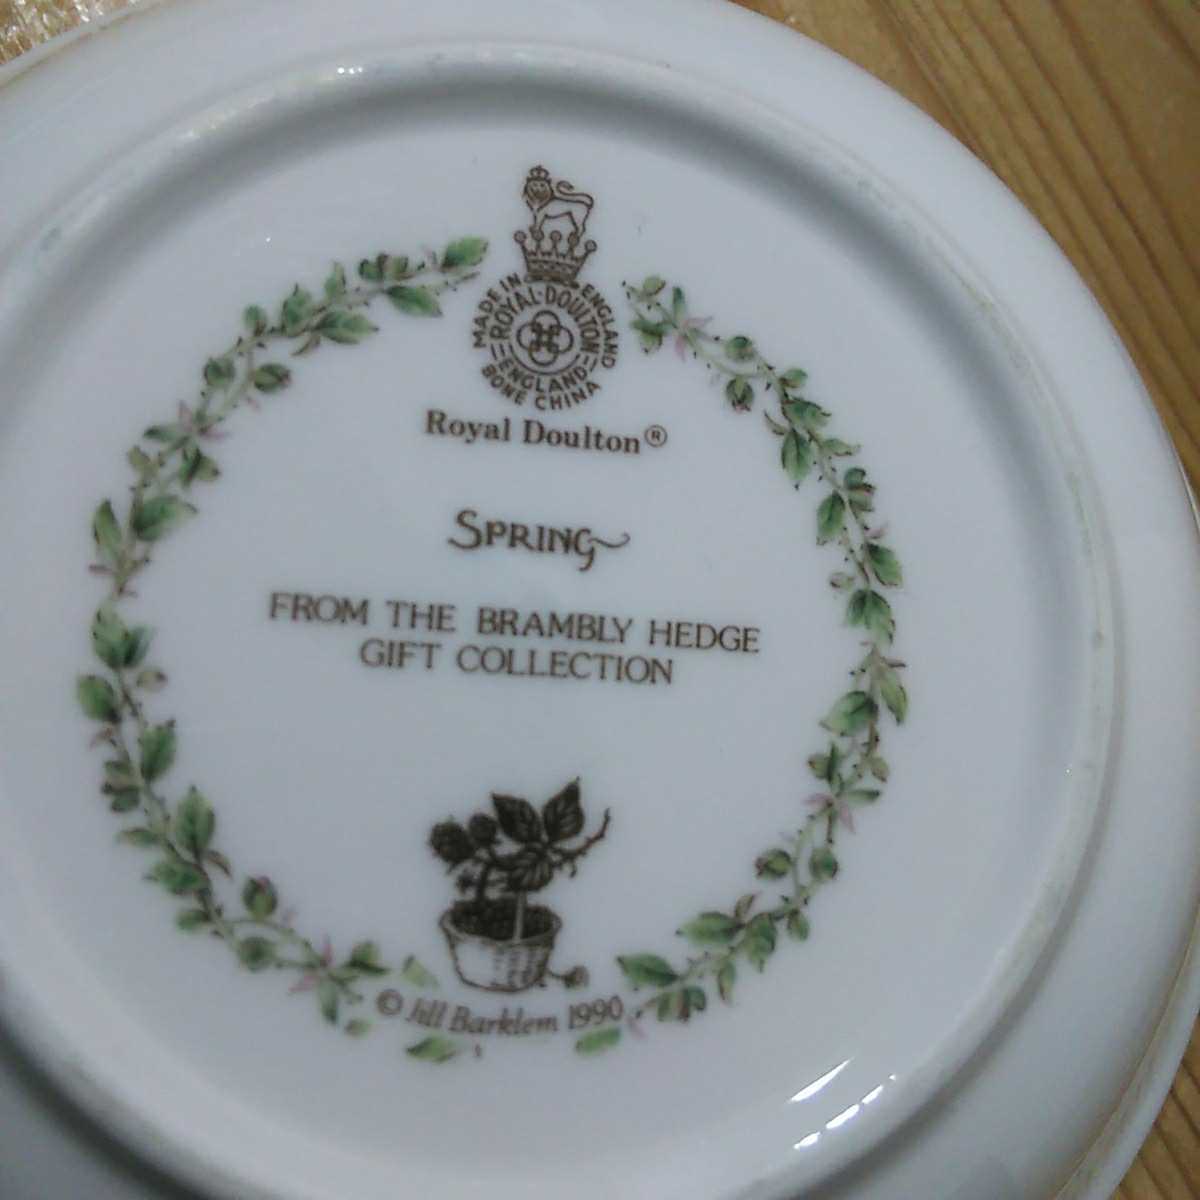 MADE IN ENGLAND
ROYAL·DOULTON
ENGLAND
BONE CHINA
Royal Doulton®
SPRING
FROM THE BRAMBLY HEDGE
GIFT COLLECTION
© Jill Barklem 1990